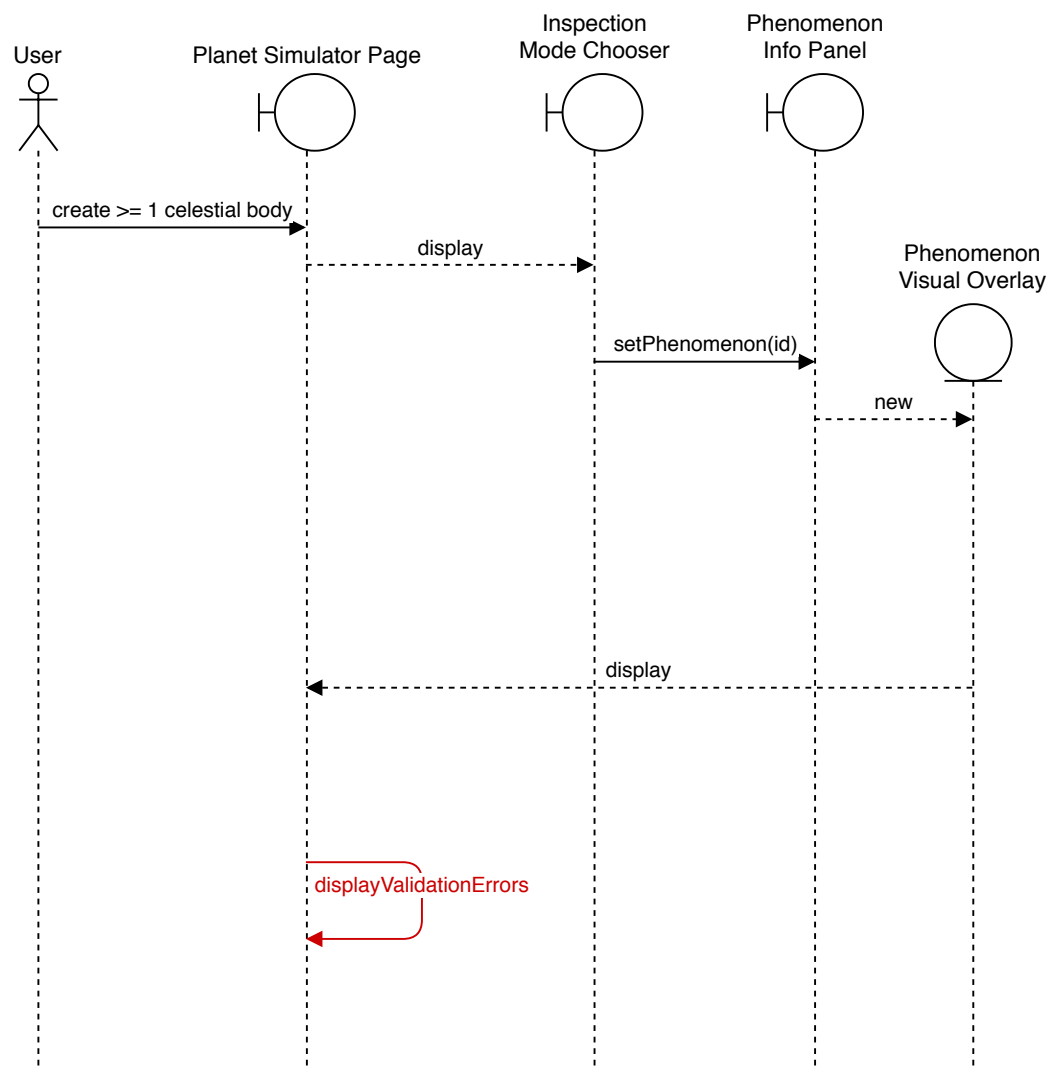 Inspection
Mode Chooser
Phenomenon
Info Panel
User
Planet Simulator Page
create >= 1 celestial body
display
Phenomenon
Visual Overlay
setPhenomenon(id)
new
display
displayValidationErrors